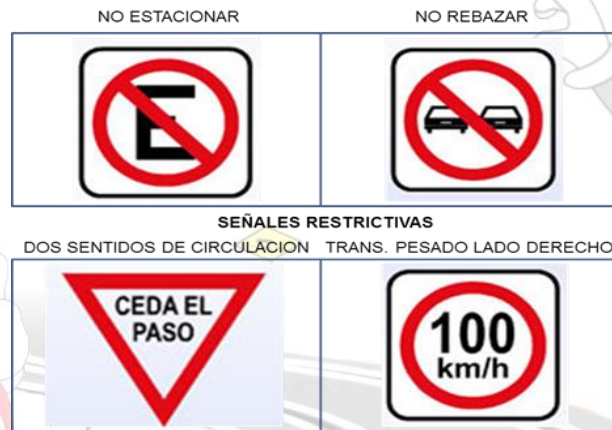 NO ESTACIONAR NO REBAZAR
E
SEÑALES RESTRICTIVAS
DOS SENTIDOS DE CIRCULACION TRANS. PESADO LADO DERECHO
CEDA EL
PASO
100
km/h